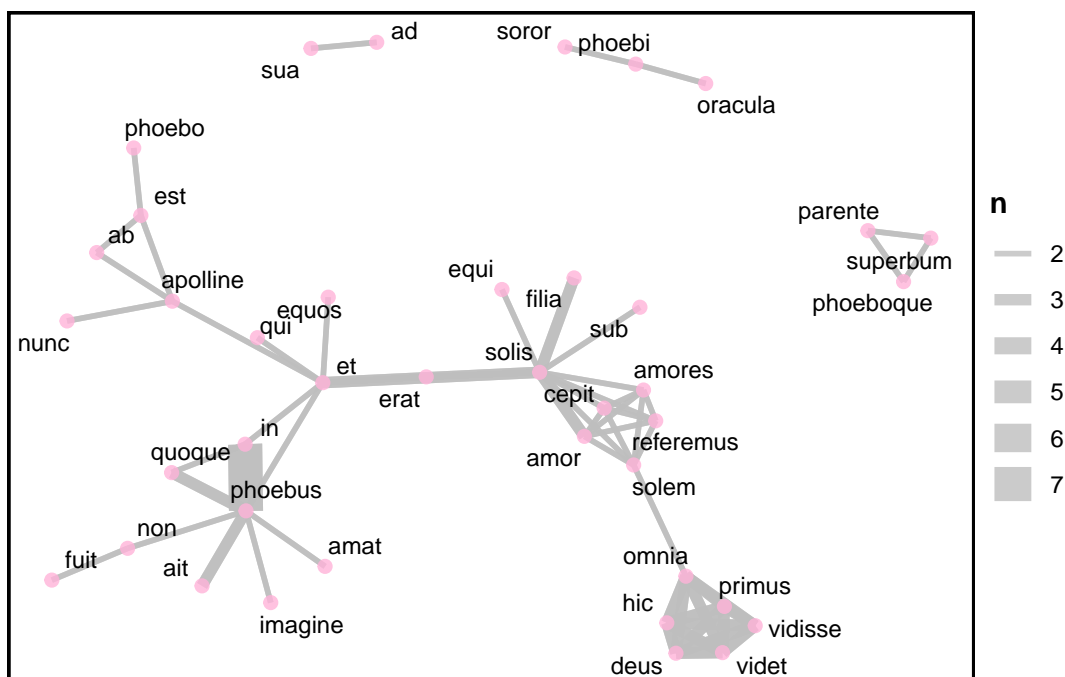 ad
soror
phoebi
sua
oracula
phoebo
est
parente
ab
superbum
equi
apolline
filia
phoeboque
equos
qui
sub
nunc
et
solis
amores
cepit
erat
in
referemus
quoque
amor
phoebus
solem
non
amat
omnia
fuit
ait
primus
hic
imagine
vidisse
deus
videt
n
2
3
4
5
6
7